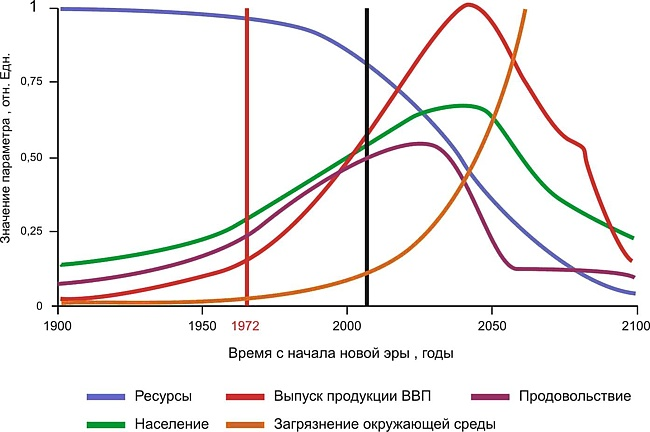 Значение параметра . отн. Едн.
1
0,75
0,50
0,25
0
1900 1950 1972 2000 2050 2100
Время с начала новой эры , годы
Ресурсы Выпуск продукции ВВП Продовольствие
Население Загрязнение окружающей среды